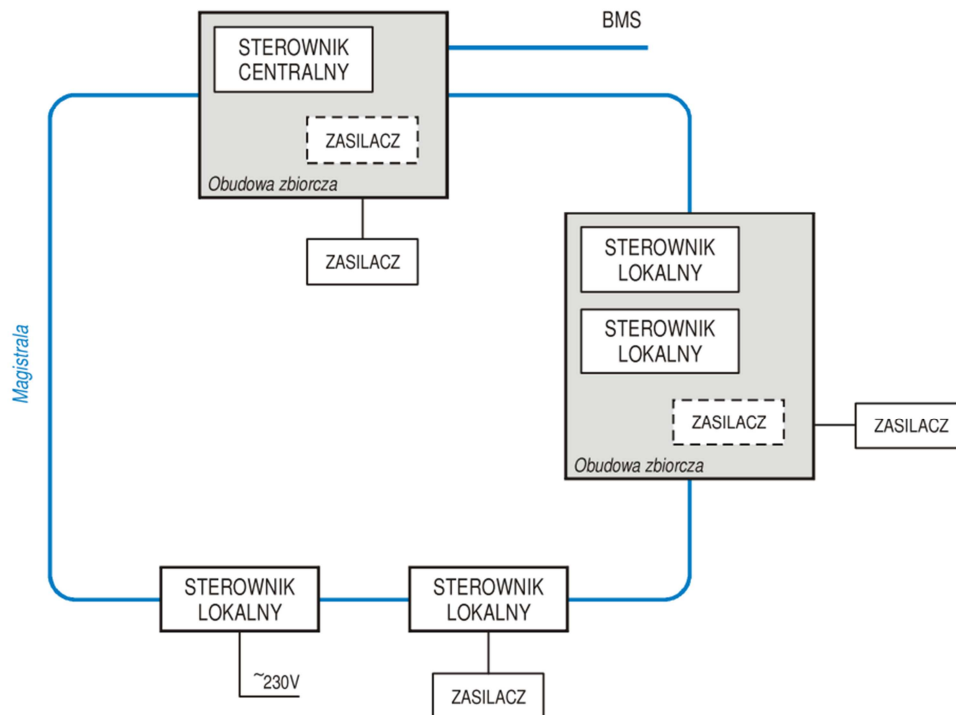 BMS
STEROWNIK
CENTRALNY
ZASILACZ
Obudowa zbiorcza
ZASILACZ
STEROWNIK
LOKALNY
STEROWNIK
LOKALNY
ZASILACZ
Obudowa zbiorcza
ZASILACZ
Magistrala
STEROWNIK
LOKALNY
~230V
STEROWNIK
LOKALNY
ZASILACZ